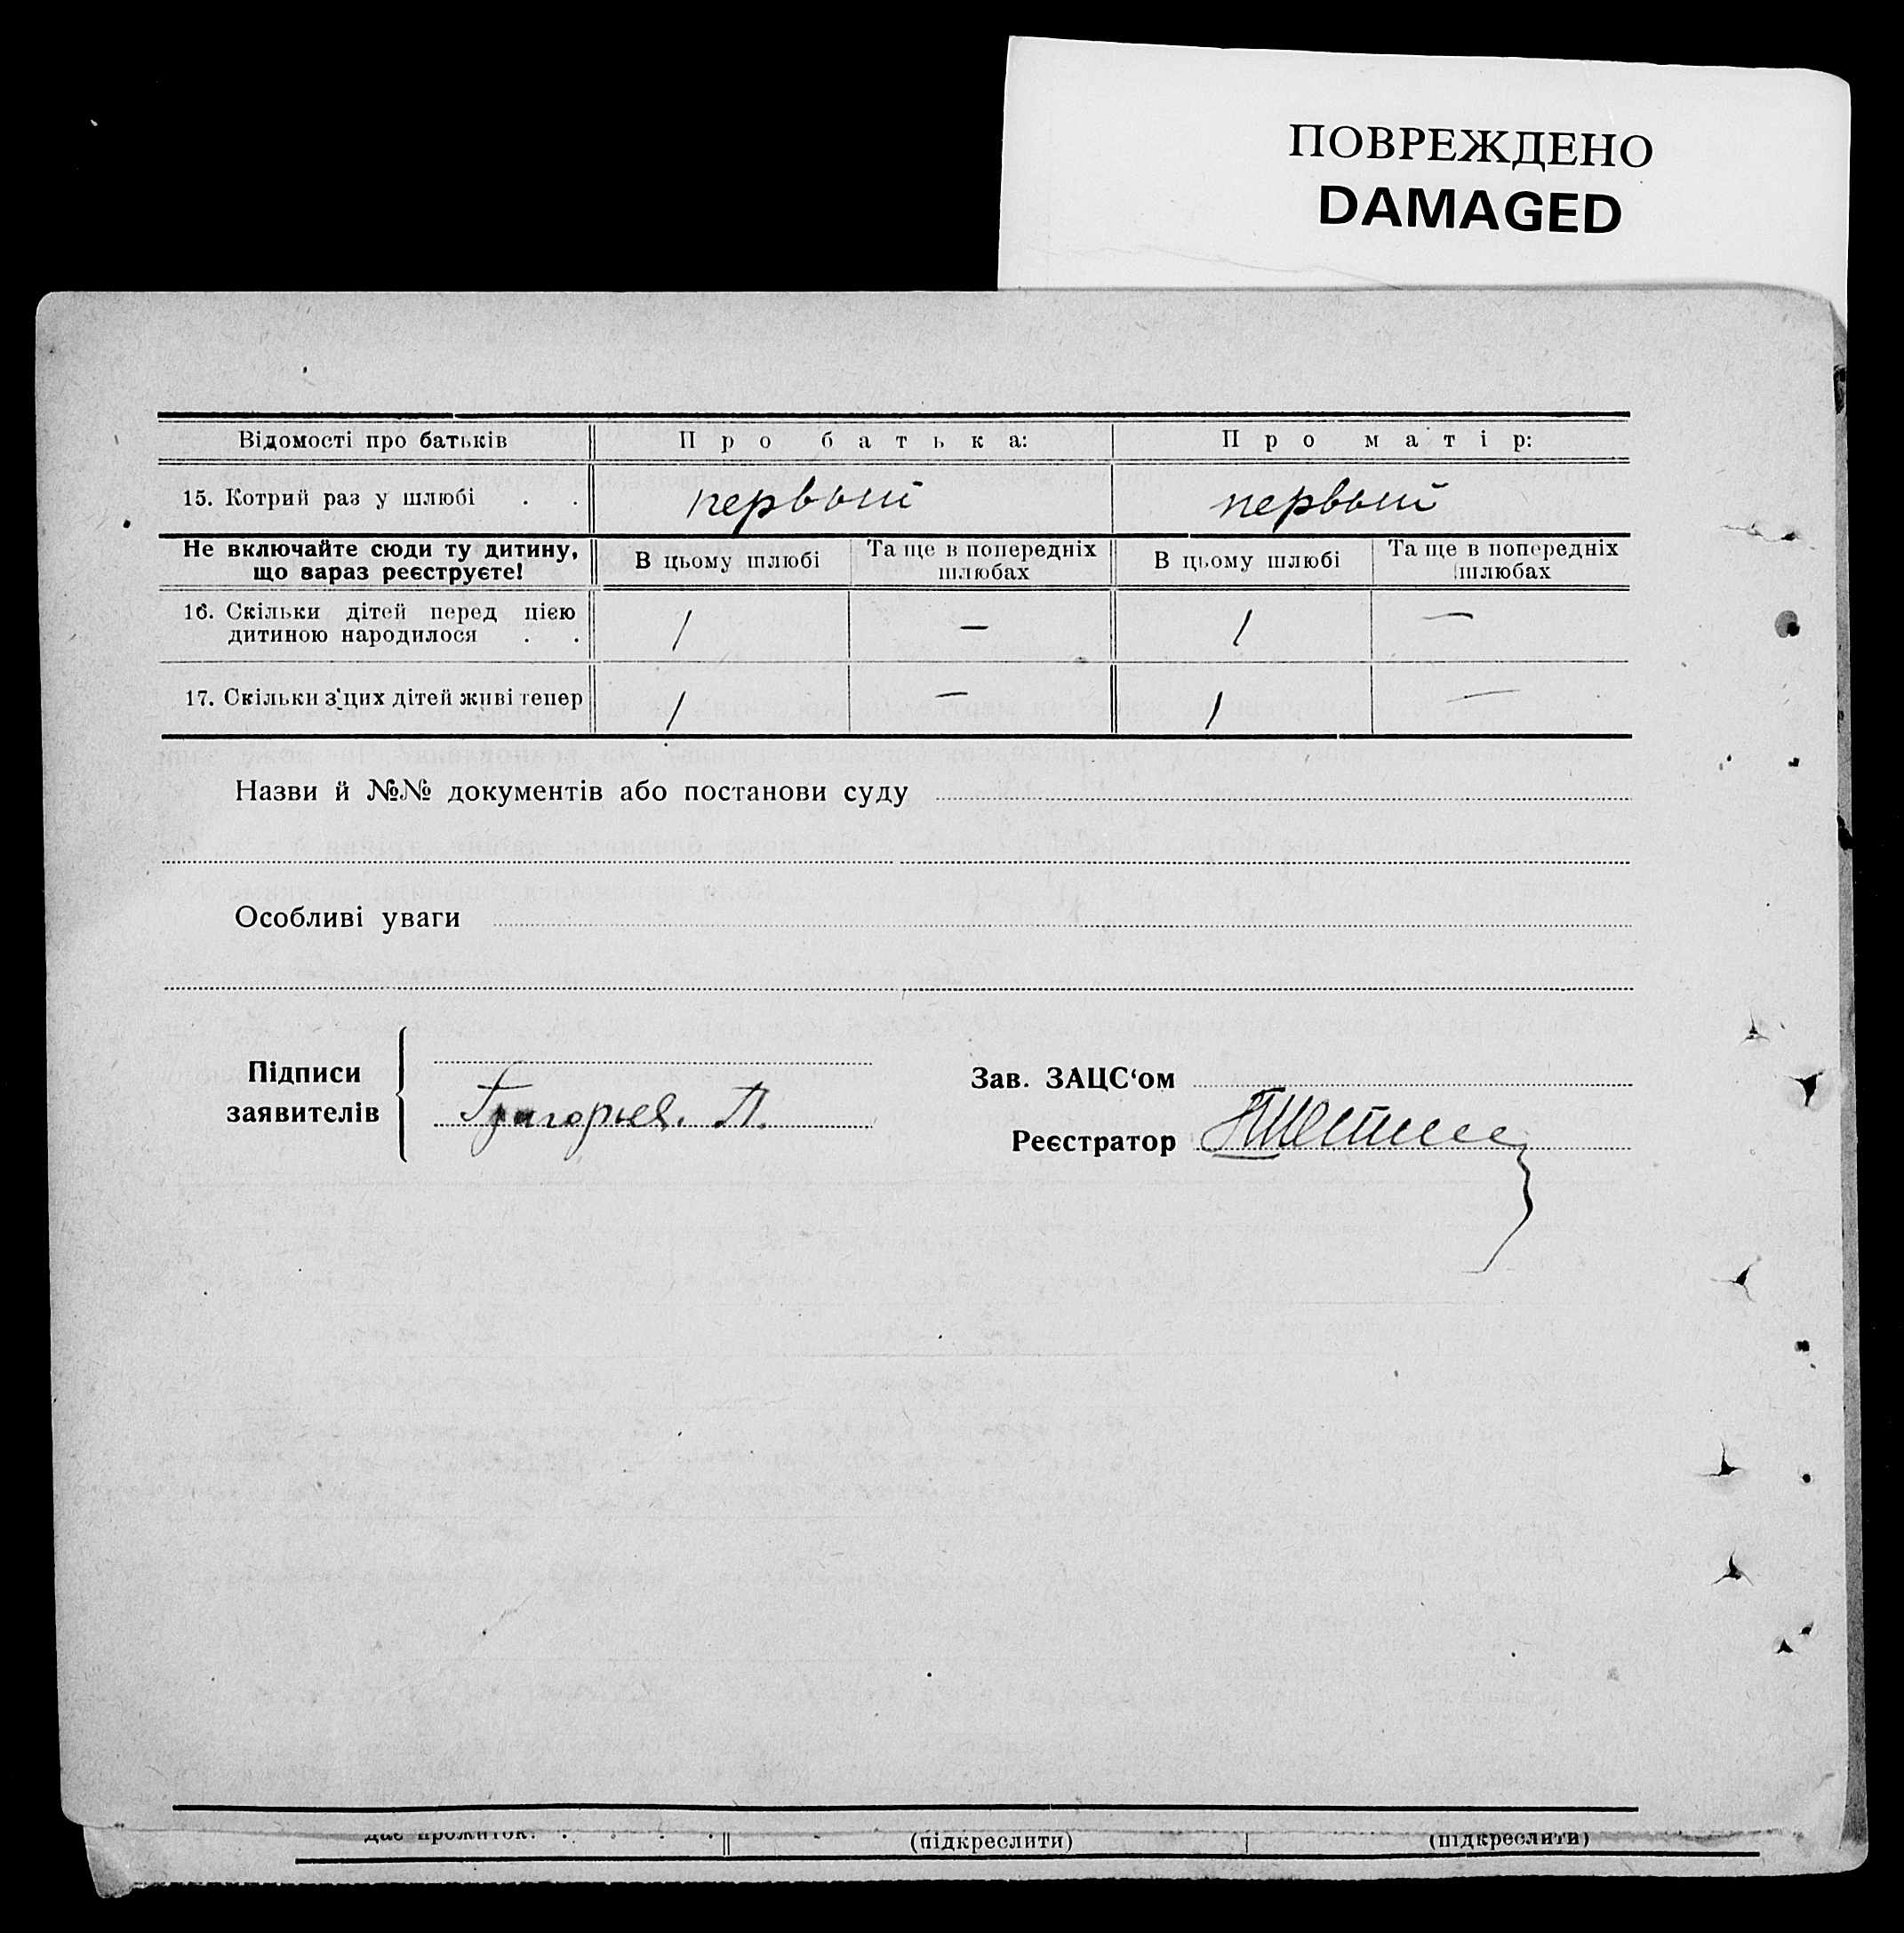 ПОВРЕЖДЕНО
DAMAGED
Відомості про батьків Про батька: Про матір:
15. Котрий раз у шлюбі . . первый первый
Не включайте сюди ту дитину, що вараз реєструєте! В цьому шлюбі Та ще в попередніх шлюбах В цьому шлюбі Та ще в попередніх шлюбах
16. Скільки дітей перед цією
дитиною народилося . . 1 — 1 —
17. Скільки з цих дітей живі тепер 1 — 1 —
Назви й №№ документів або постанови суду
Особливі уваги
Підписи
заявителів
Григорьев. П.
Зав. ЗАЦС‘ом
Реєстратор
дає прожиток. . . . . (підкреслити) (підкреслити)